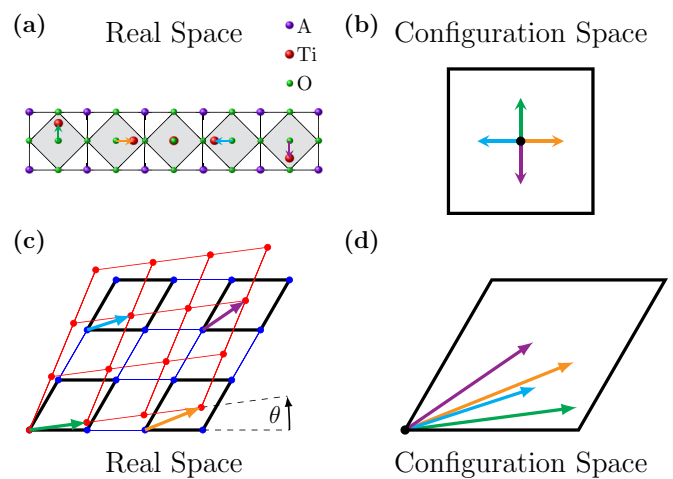 (a)
Real Space
A
Ti
O
(b)
Configuration Space
(c)
θ
Real Space
(d)
Configuration Space